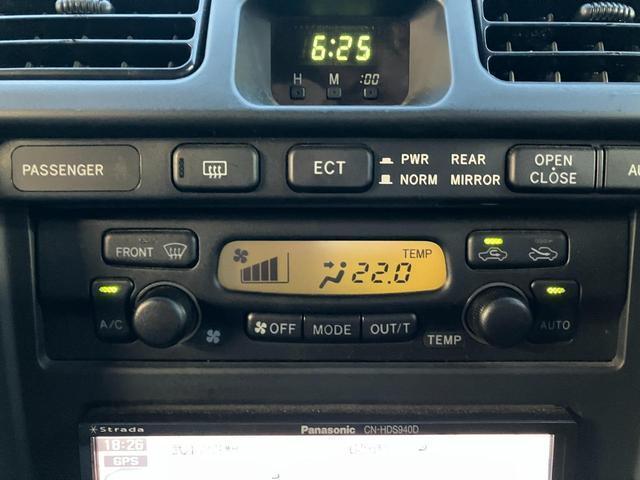 6:25
H M :00
PASSENGER ECT PWR NORM REAR MIRROR OPEN CLOSE AU
FRONT TEMP 22.0
A/C OFF MODE OUT/T TEMP AUTO
Strada Panasonic CN-HDS940D
18:26
GPS